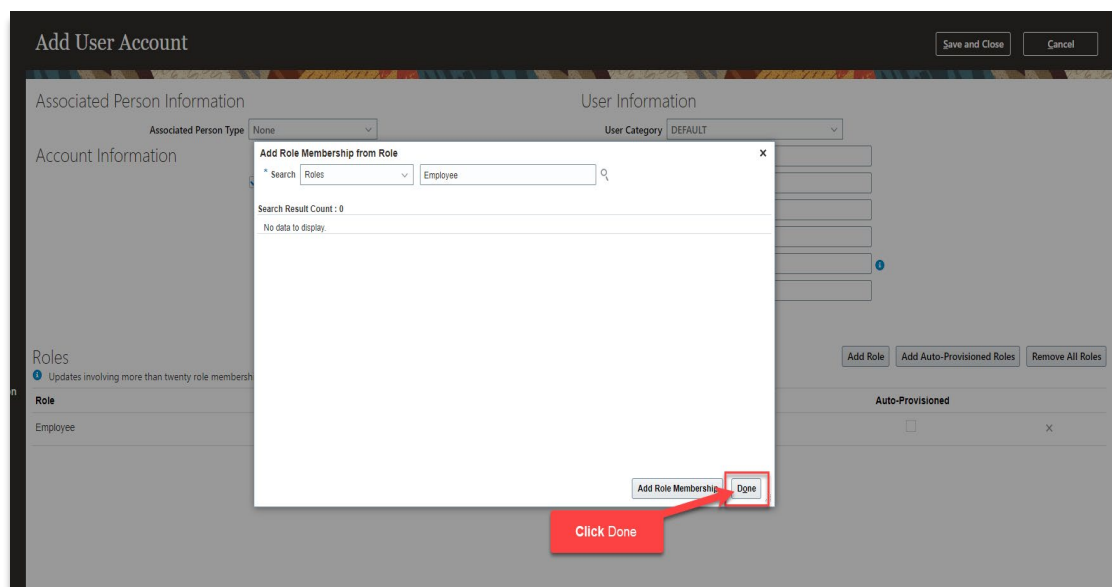 Add User Account
Save and Close
Cancel
Associated Person Information
User Information
Associated Person Type None
User Category DEFAULT
Account Information
Add Role Membership from Role
x
* Search Roles Employee
Search Result Count : 0
No data to display.
Roles
Add Role
Add Auto-Provisioned Roles
Remove All Roles
Updates involving more than twenty role membersh
on
Role
Auto-Provisioned
Employee
x
Add Role Membership
Done
Click Done